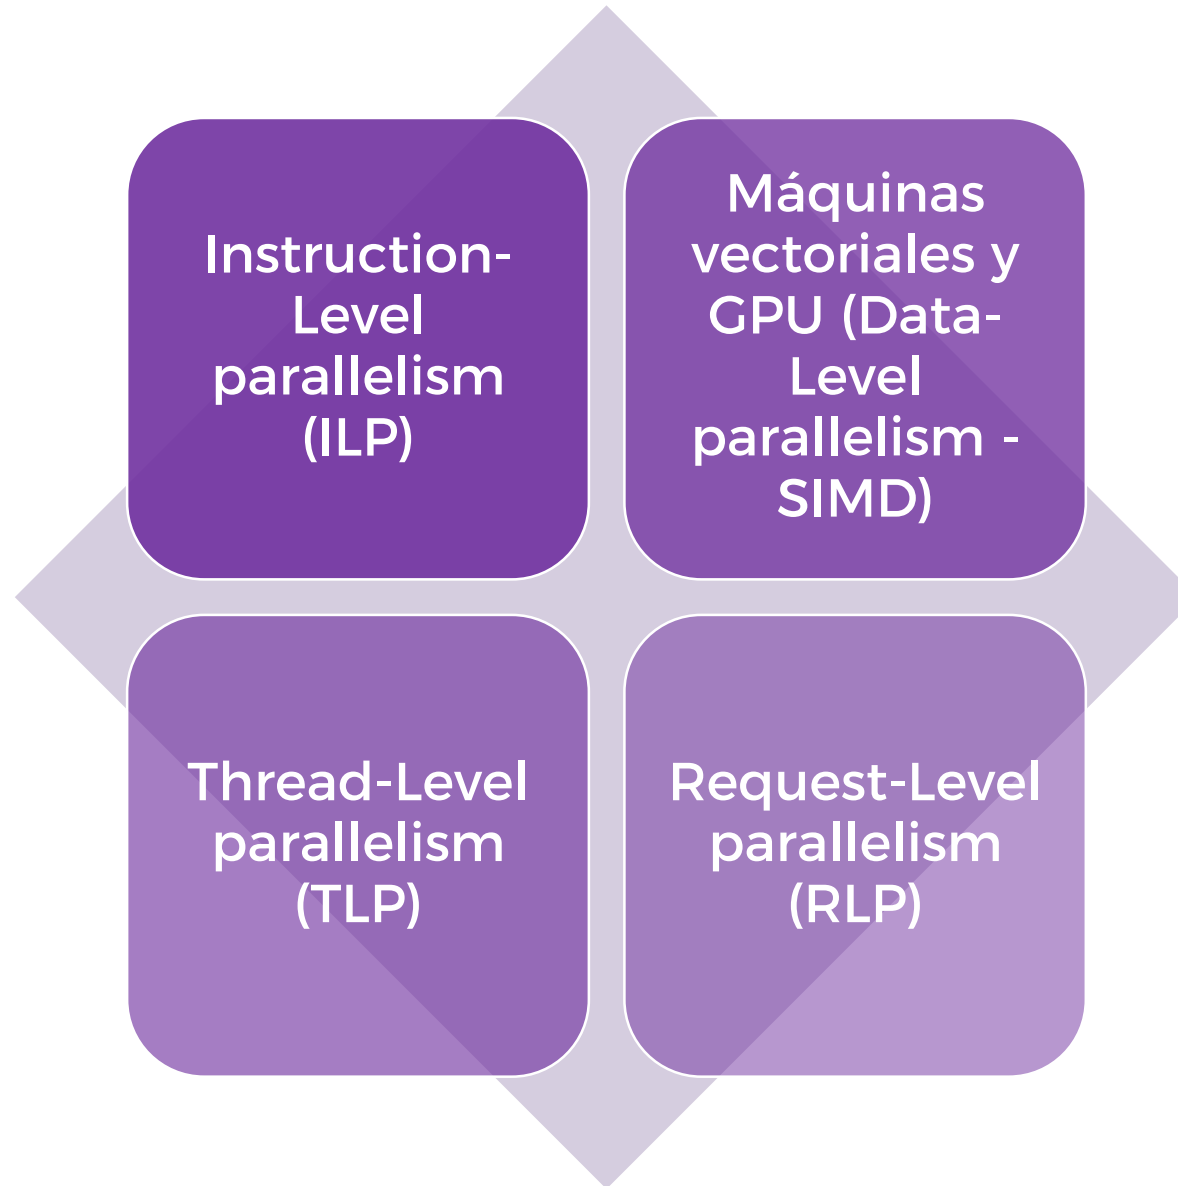 Instruction-
Level
parallelism
(ILP)
Máquinas
vectoriales y
GPU (Data-
Level
parallelism -
SIMD)
Thread-Level
parallelism
(TLP)
Request-Level
parallelism
(RLP)